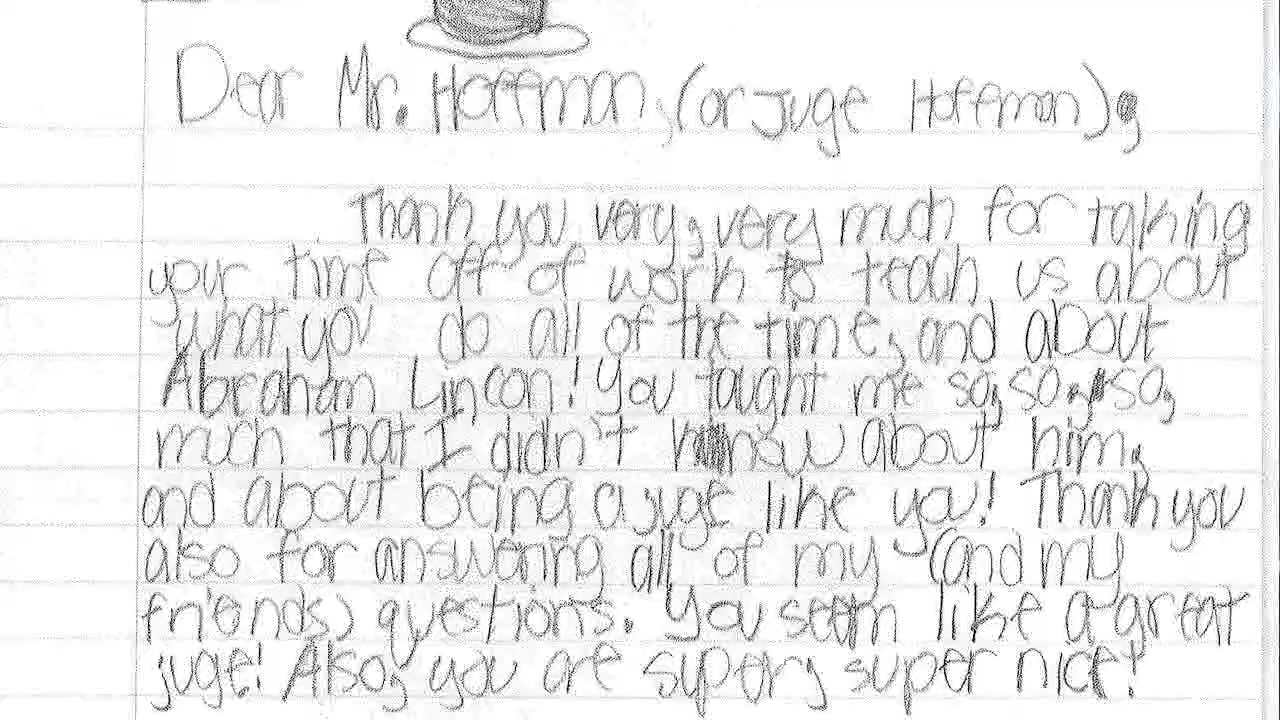 Dear Mr. Hoffman, (or juge Hoffman),
Thank you very, very much for talking
your time off of work to teach us about
what you do all of the time, and about
Abraham Lincon! You taught me so, so, so,
much that I didn't know about him,
and about being a juge like you! Thank you
also for answering all of my (and my
friends) questions. You seem like a great
juge! Also, you are super, super nice!